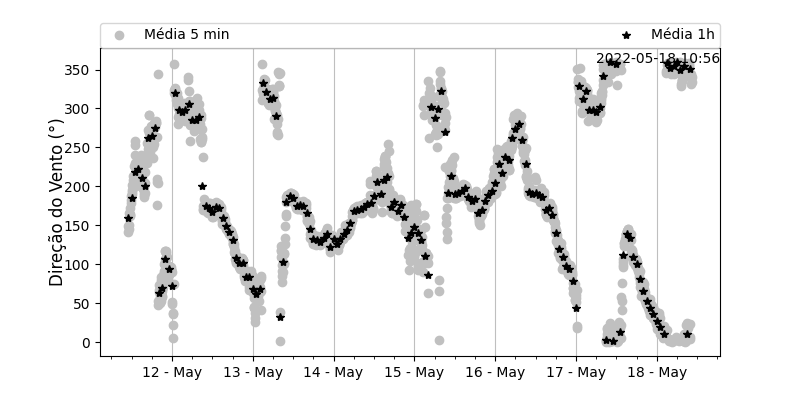 Média 5 min
Média 1h
2022-05-18 10:56
Direção do Vento (°)
350
300
250
200
150
100
50
0
12 - May
13 - May
14 - May
15 - May
16 - May
17 - May
18 - May